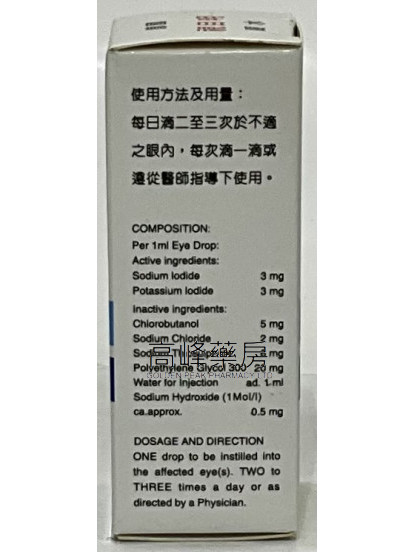 使用方法及用量：
每日滴二至三次於不適
之眼內，每次滴一滴或
遵從醫師指導下使用。
COMPOSITION:
Per 1ml Eye Drop:
Active ingredients:
Sodium Iodide 3 mg
Potassium Iodide 3 mg
Inactive ingredients:
Chlorobutanol 5 mg
Sodium Chloride 2 mg
Sodium Thiosulphate mg
高峰藥房
Polyethylene Glycol 300 20 mg
GOLDEN PEAK PHARMACY LTD
Water for Injection ad. 1 ml
Sodium Hydroxide (1Mol/l)
ca.approx. 0.5 mg
DOSAGE AND DIRECTION
ONE drop to be instilled into
the affected eye(s). TWO to
THREE times a day or as
directed by a Physician.